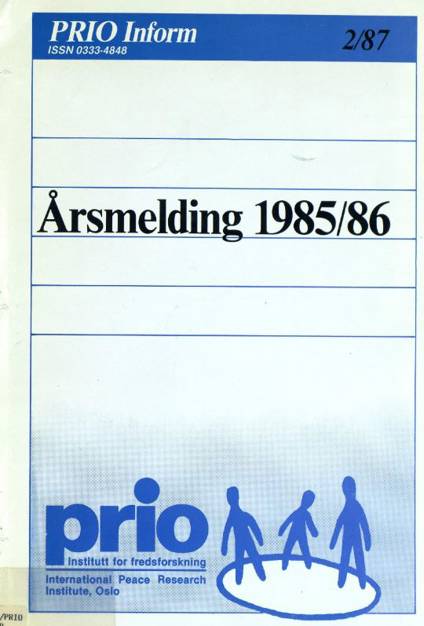 PRIO Inform
ISSN 0333-4848
2/87
Årsmelding 1985/86
prio
Institutt for fredsforskning
International Peace Research
Institute, Oslo
/PRIO